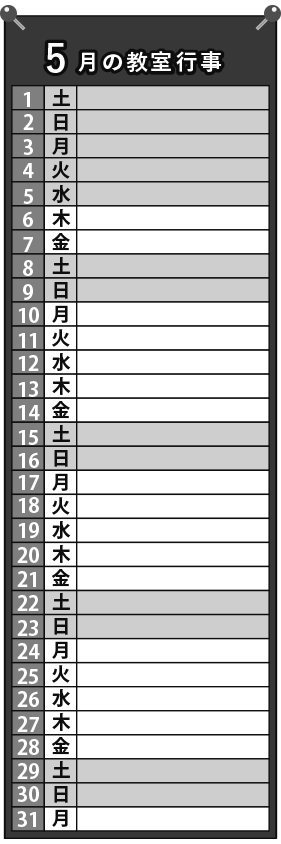 5月の教室行事
1 土
2 日
3 月
4 火
5 水
6 木
7 金
8 土
9 日
10 月
11 火
12 水
13 木
14 金
15 土
16 日
17 月
18 火
19 水
20 木
21 金
22 土
23 日
24 月
25 火
26 水
27 木
28 金
29 土
30 日
31 月